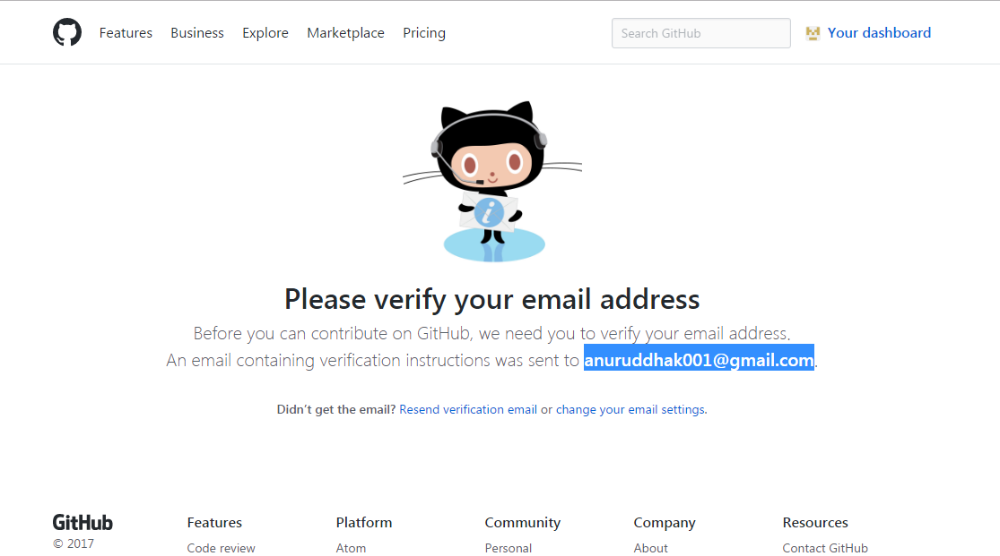 Features Business Explore Marketplace Pricing Search GitHub Your dashboard
i
Please verify your email address
Before you can contribute on GitHub, we need you to verify your email address.
An email containing verification instructions was sent to anuruddhak001@gmail.com.
Didn’t get the email? Resend verification email or change your email settings.
GitHub Features Platform Community Company Resources
© 2017 Code review Atom Personal About Contact GitHub